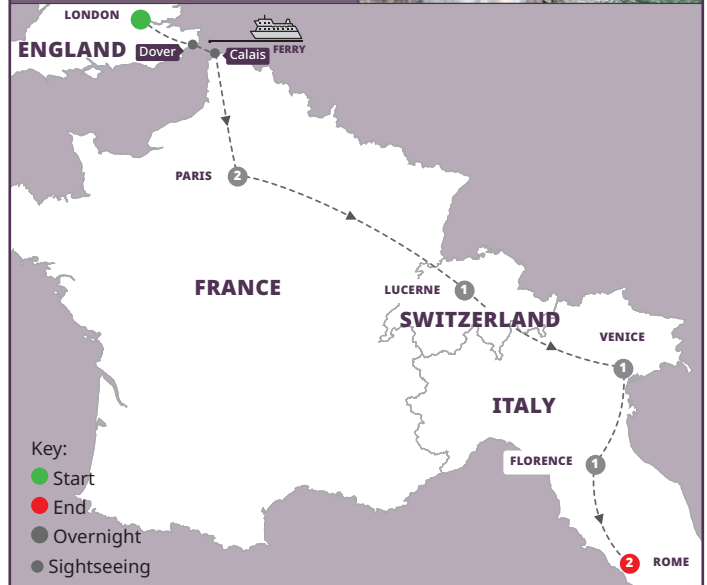 LONDON
ENGLAND
Dover
Calais
FERRY
PARIS
2
FRANCE
LUCERNE
1
SWITZERLAND
VENICE
1
ITALY
FLORENCE
1
ROME
2
Key:
Start
End
Overnight
Sightseeing